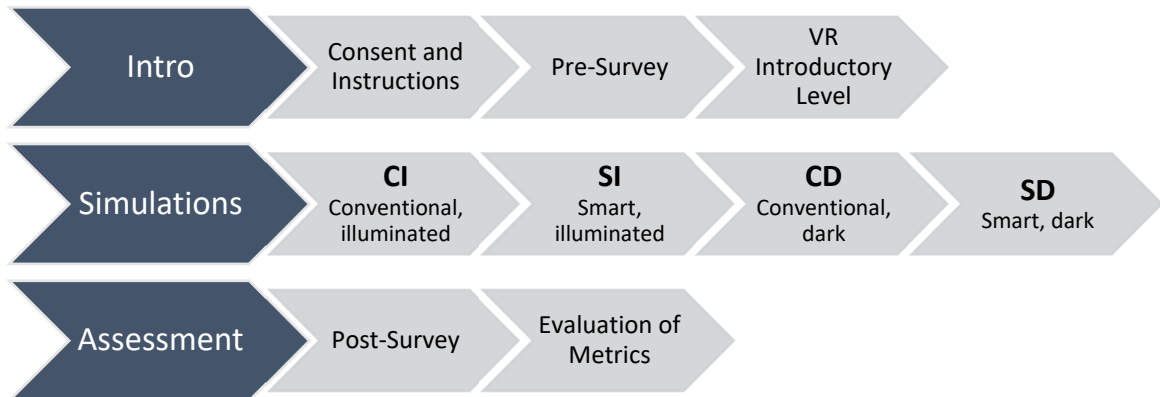 Intro
Consent and
Instructions
Pre-Survey
VR
Introductory
Level
Simulations
CI
Conventional,
illuminated
SI
Smart,
illuminated
CD
Conventional,
dark
SD
Smart, dark
Assessment
Post-Survey
Evaluation of
Metrics